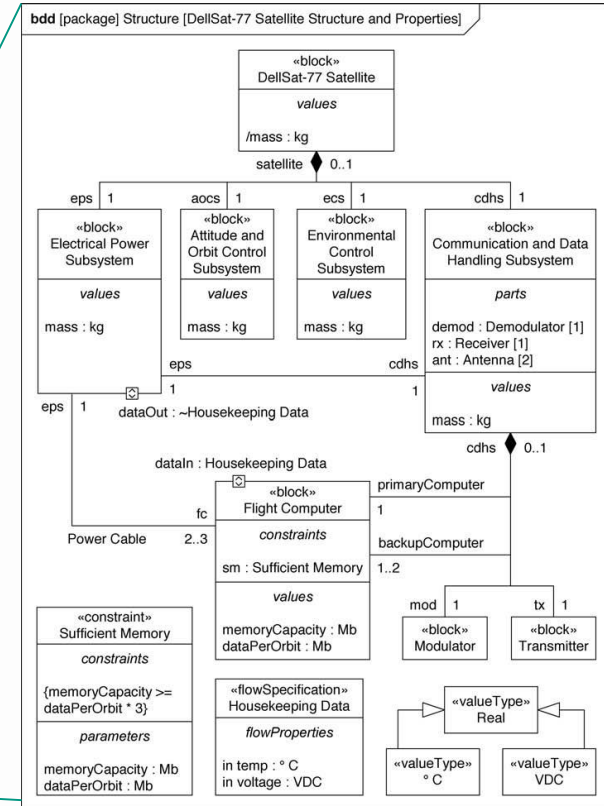 bdd [package] Structure [DellSat-77 Satellite Structure and Properties]
«block»
DellSat-77 Satellite
values
/mass : kg
satellite 0..1
eps 1
aocs 1
ecs 1
cdhs 1
«block»
Electrical Power
Subsystem
values
mass : kg
«block»
Attitude and
Orbit Control
Subsystem
values
mass : kg
«block»
Environmental
Control
Subsystem
values
mass : kg
«block»
Communication and Data
Handling Subsystem
parts
demod : Demodulator [1]
rx : Receiver [1]
ant : Antenna [2]
values
mass : kg
eps
1
cdhs
1
eps 1
dataOut : ~Housekeeping Data
cdhs 0..1
dataIn : Housekeeping Data
fc
Power Cable 2..3
«block»
Flight Computer
constraints
sm : Sufficient Memory
values
memoryCapacity : Mb
dataPerOrbit : Mb
primaryComputer
1
backupComputer
1..2
mod 1
tx 1
«block»
Modulator
«block»
Transmitter
«constraint»
Sufficient Memory
constraints
{memoryCapacity >=
dataPerOrbit * 3}
parameters
memoryCapacity : Mb
dataPerOrbit : Mb
«flowSpecification»
Housekeeping Data
flowProperties
in temp : ° C
in voltage : VDC
«valueType»
Real
«valueType»
° C
«valueType»
VDC